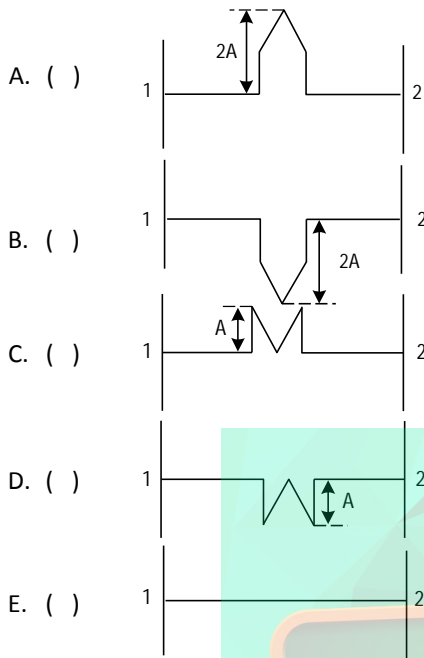 2A
A. ( ) 1 2
B. ( ) 1 2
2A
C. ( ) A 1 2
D. ( ) 1 2
A
E. ( ) 1 2